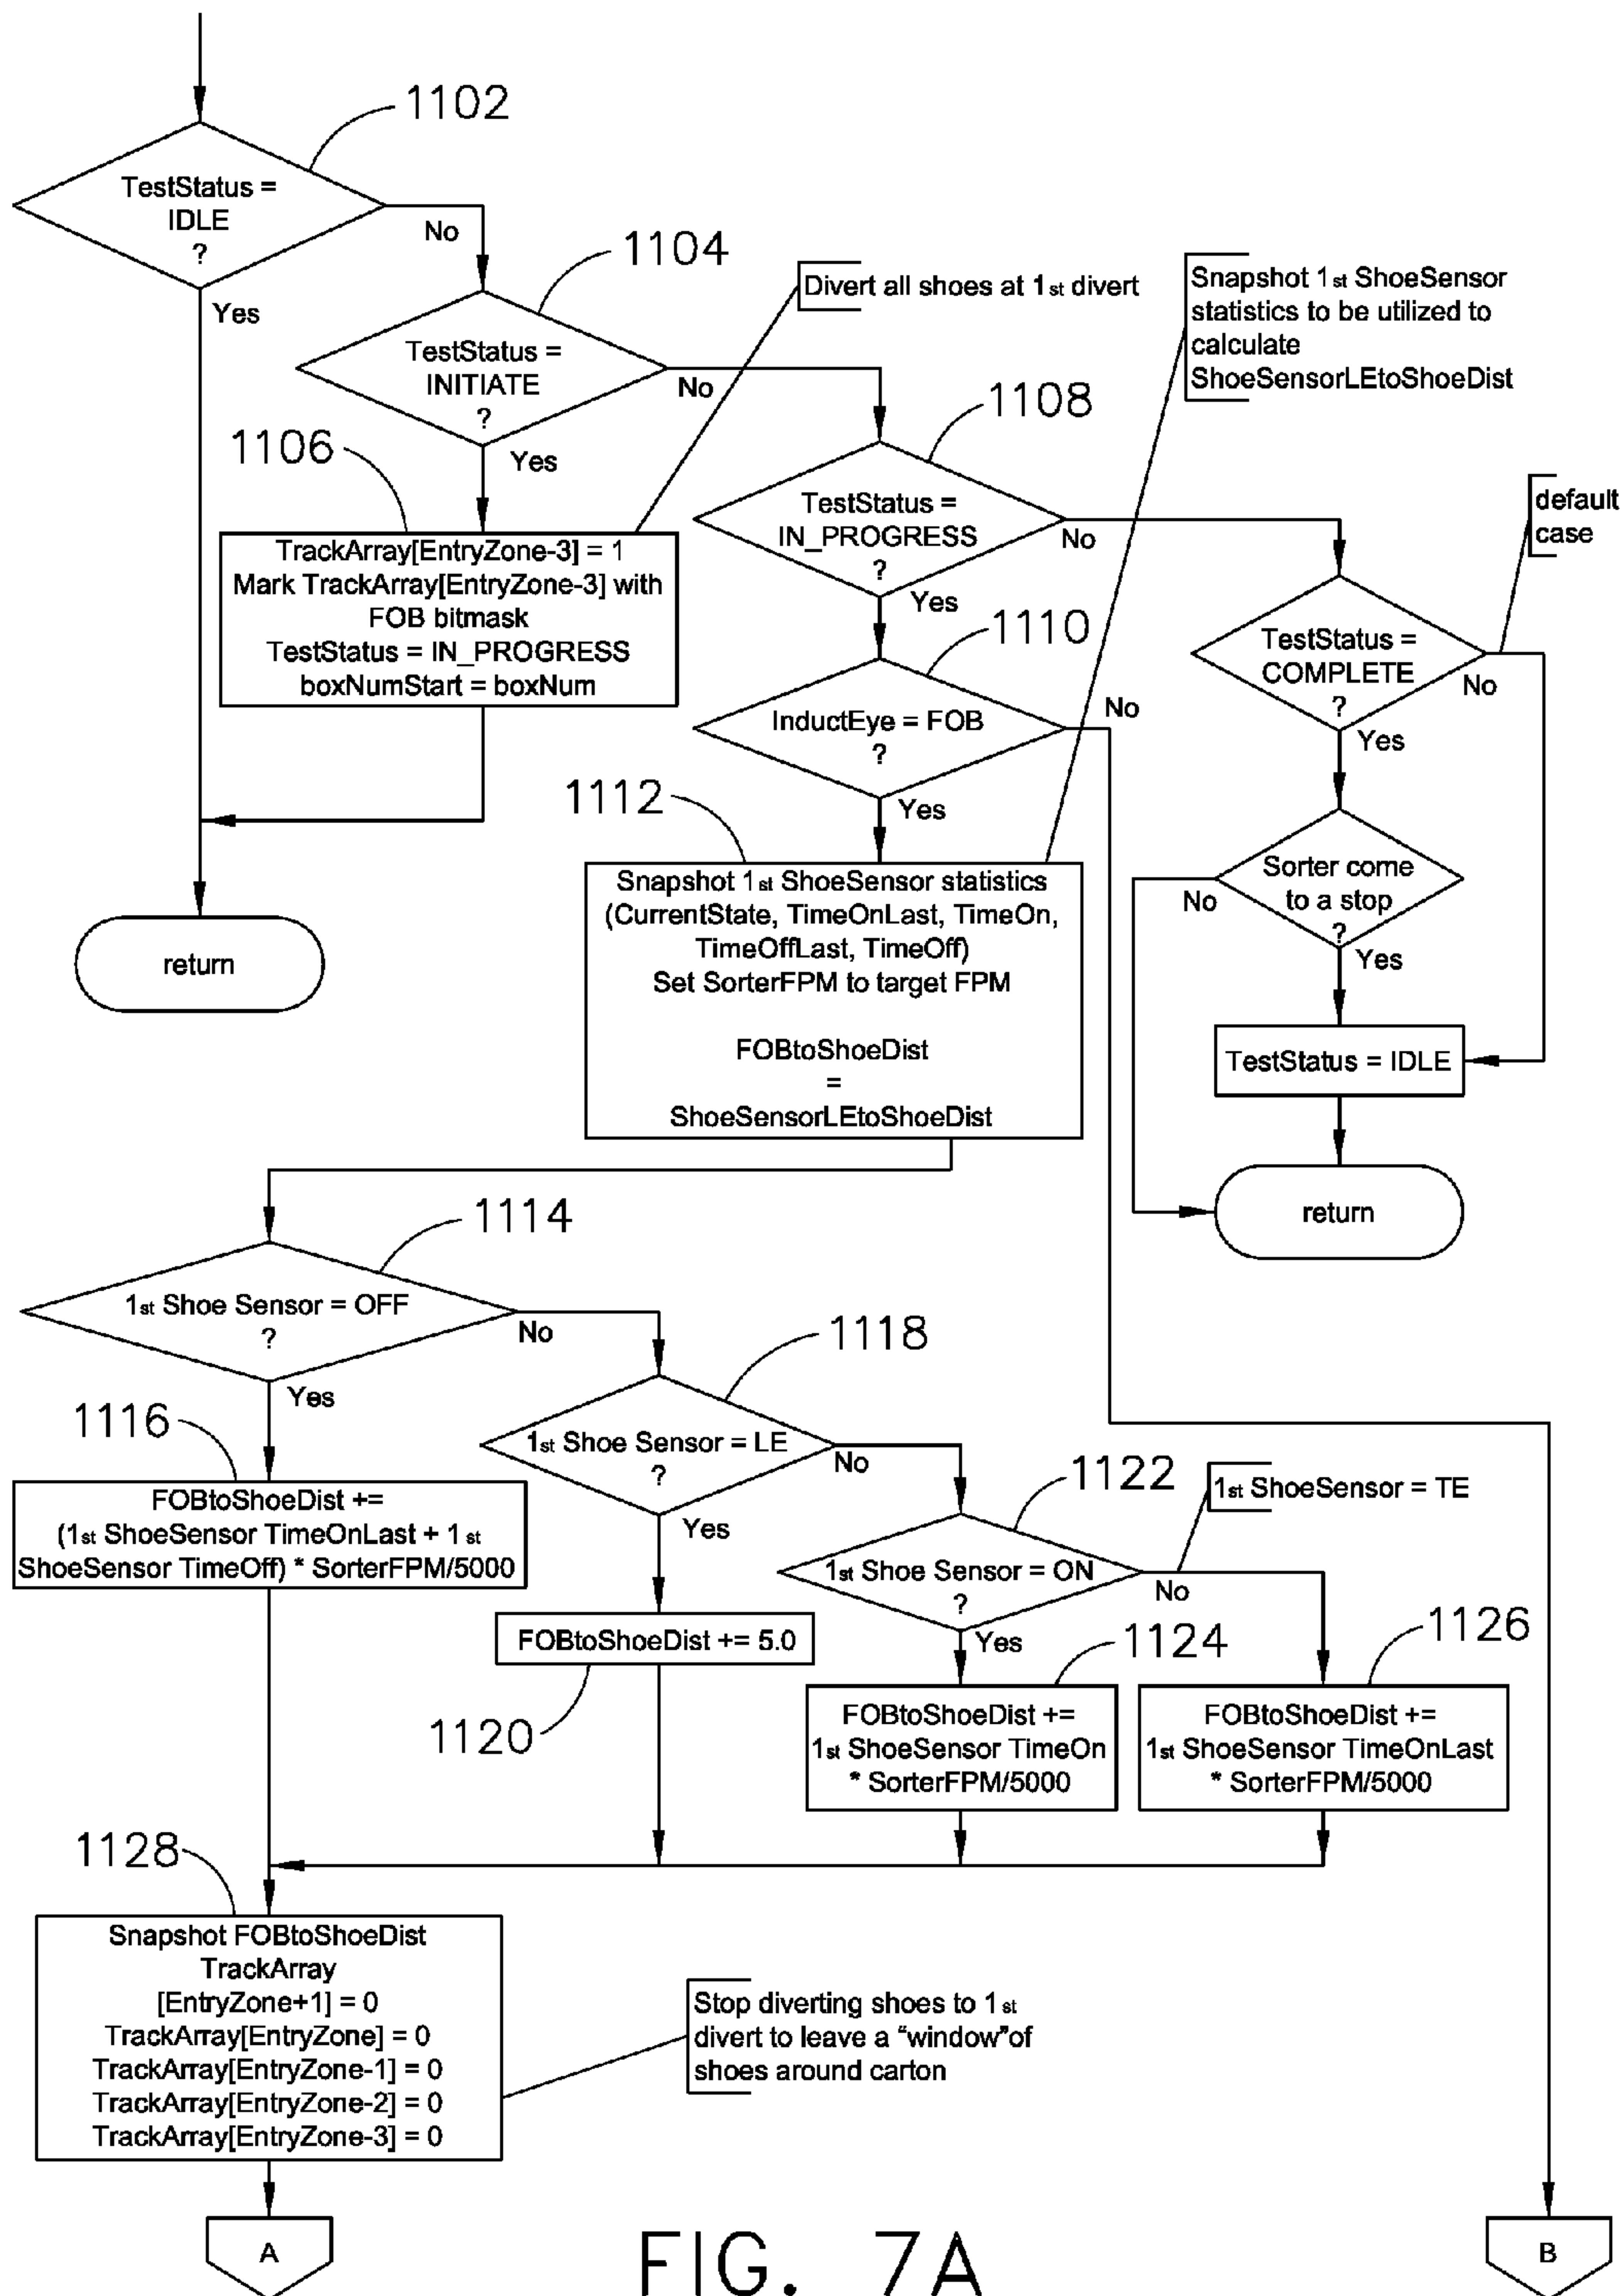 1102
TestStatus =
IDLE
?
No
Yes
1104
TestStatus =
INITIATE
?
No
Yes
Divert all shoes at 1st divert
Snapshot 1st ShoeSensor
statistics to be utilized to
calculate
ShoeSensorLEtoShoeDist
1106
TrackArray[EntryZone-3] = 1
Mark TrackArray[EntryZone-3] with
FOB bitmask
TestStatus = IN_PROGRESS
boxNumStart = boxNum
return
1108
TestStatus =
IN_PROGRESS
?
No
Yes
default
case
1110
InductEye = FOB
?
No
Yes
TestStatus =
COMPLETE
?
No
Yes
Sorter come
to a stop
?
No
Yes
TestStatus = IDLE
return
1112
Snapshot 1st ShoeSensor statistics
(CurrentState, TimeOnLast, TimeOn,
TimeOffLast, TimeOff)
Set SorterFPM to target FPM
FOBtoShoeDist
=
ShoeSensorLEtoShoeDist
1114
1st Shoe Sensor = OFF
?
No
Yes
1116
FOBtoShoeDist +=
(1st ShoeSensor TimeOnLast + 1st
ShoeSensor TimeOff) * SorterFPM/5000
1118
1st Shoe Sensor = LE
?
No
Yes
1120
FOBtoShoeDist += 5.0
1122
1st Shoe Sensor = ON
?
No
Yes
1st ShoeSensor = TE
1124
FOBtoShoeDist +=
1st ShoeSensor TimeOn
* SorterFPM/5000
1126
FOBtoShoeDist +=
1st ShoeSensor TimeOnLast
* SorterFPM/5000
1128
Snapshot FOBtoShoeDist
TrackArray
[EntryZone+1] = 0
TrackArray[EntryZone] = 0
TrackArray[EntryZone-1] = 0
TrackArray[EntryZone-2] = 0
TrackArray[EntryZone-3] = 0
Stop diverting shoes to 1st
divert to leave a “window”of
shoes around carton
A
B
FIG. 7A